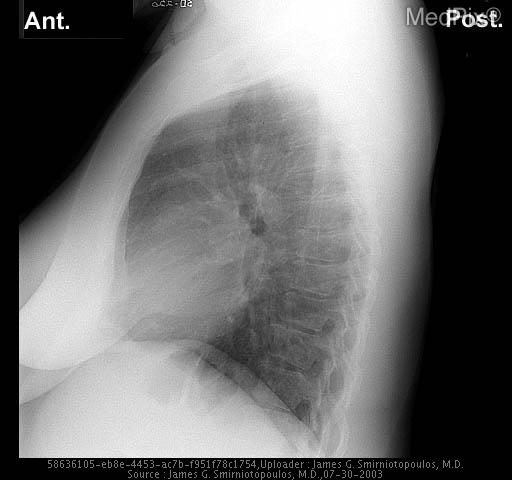 Ant.
MedPix® Post.
58636105-eb8e-4453-ac7b-f951f78c1754,Uploader : James G. Smirniotopoulos, M.D.
Source : James G. Smirniotopoulos, M.D.,07-30-2003